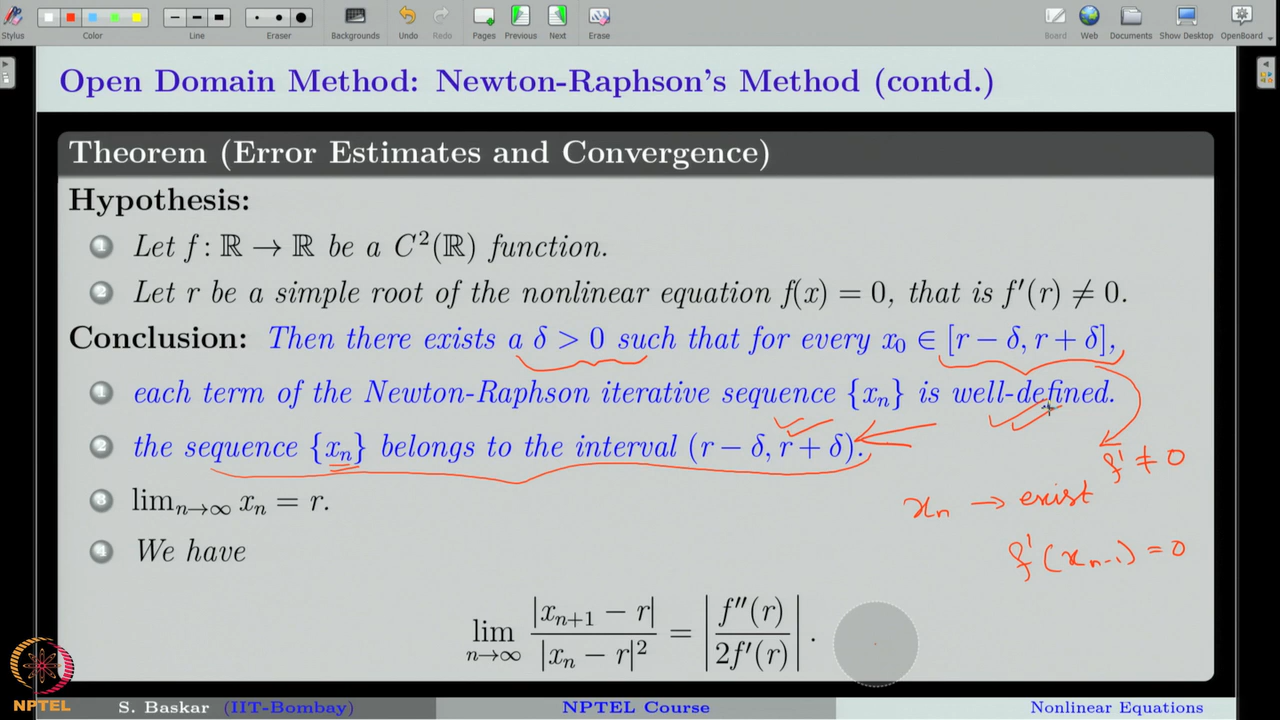 Stylus Color Line Eraser Backgrounds Undo Redo Pages Previous Next Erase Board Web Documents Show Desktop OpenBoard
Open Domain Method: Newton-Raphson's Method (contd.)
Theorem (Error Estimates and Convergence)
Hypothesis:
1 Let f: ℝ → ℝ be a C²(ℝ) function.
2 Let r be a simple root of the nonlinear equation f(x) = 0, that is f′(r) ≠ 0.
Conclusion: Then there exists a δ > 0 such that for every x₀ ∈ [r − δ, r + δ],
1 each term of the Newton-Raphson iterative sequence {xₙ} is well-defined.
2 the sequence {xₙ} belongs to the interval (r − δ, r + δ).
f′ ≠ 0
3 limₙ→∞ xₙ = r.
xₙ → exist
4 We have
f′(xₙ₋₁) = 0
lim n→∞ |xₙ₊₁ − r| / |xₙ − r|² = | f″(r) / 2f′(r) | .
NPTEL
S. Baskar (IIT-Bombay) NPTEL Course Nonlinear Equations